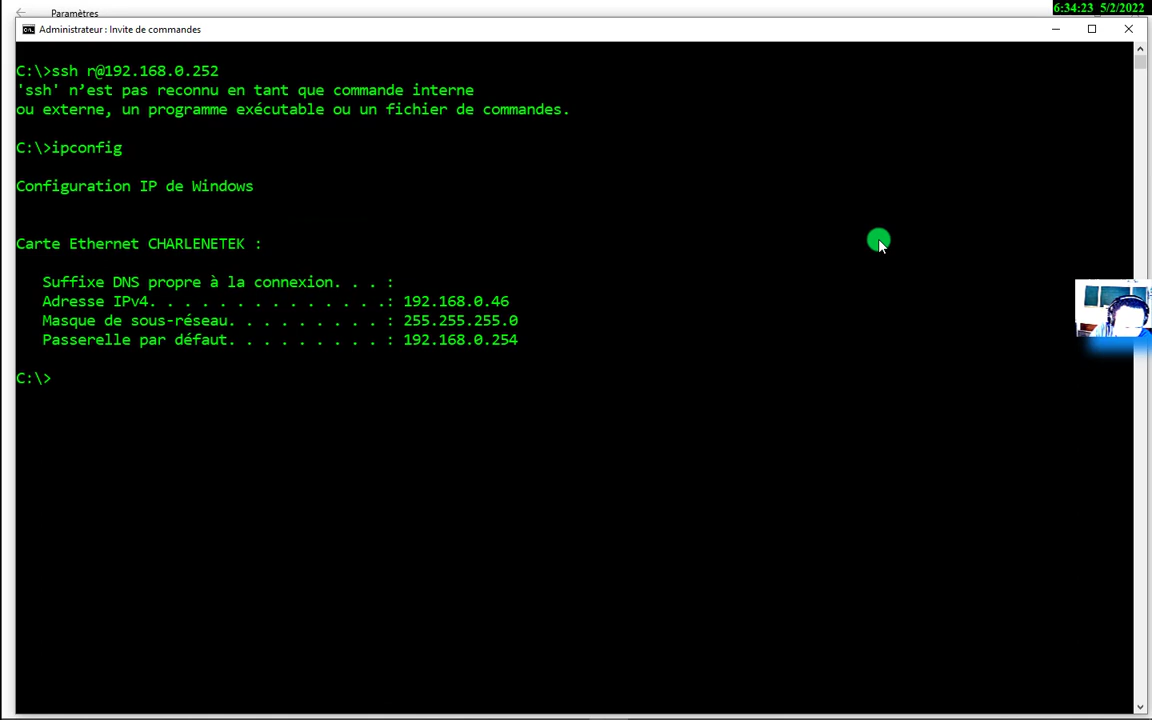 Paramètres
6:34:23 5/2/2022
Administrateur : Invite de commandes
C:\>ssh r@192.168.0.252
'ssh' n’est pas reconnu en tant que commande interne
ou externe, un programme exécutable ou un fichier de commandes.
C:\>ipconfig
Configuration IP de Windows
Carte Ethernet CHARLENETEK :
Suffixe DNS propre à la connexion. . . :
Adresse IPv4. . . . . . . . . . . . . .: 192.168.0.46
Masque de sous-réseau. . . . . . . . . : 255.255.255.0
Passerelle par défaut. . . . . . . . . : 192.168.0.254
C:\>